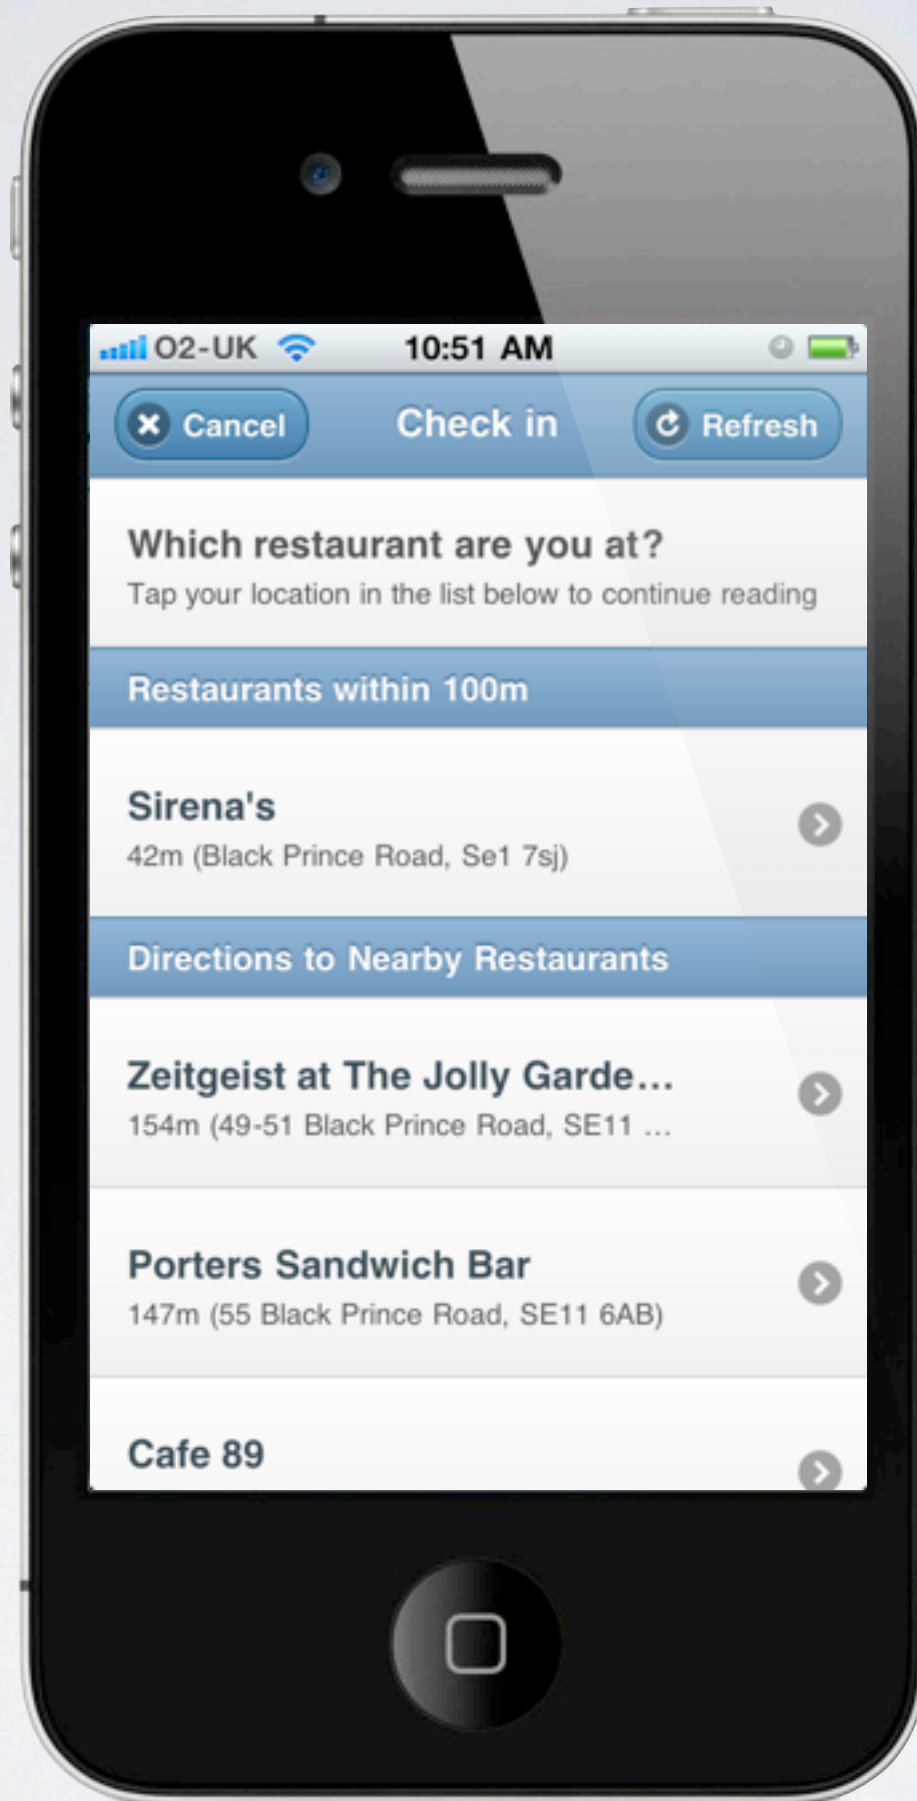 O2-UK 10:51 AM
Cancel Check in Refresh
Which restaurant are you at?
Tap your location in the list below to continue reading
Restaurants within 100m
Sirena's
42m (Black Prince Road, Se1 7sj)
Directions to Nearby Restaurants
Zeitgeist at The Jolly Garde...
154m (49-51 Black Prince Road, SE11 ...
Porters Sandwich Bar
147m (55 Black Prince Road, SE11 6AB)
Cafe 89